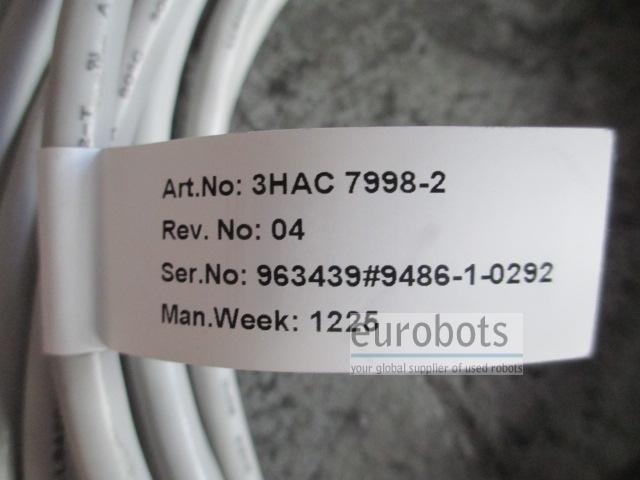 Art.No: 3HAC 7998-2
Rev. No: 04
Ser.No: 963439#9486-1-0292
Man.Week: 1225
eurobots
your global supplier of used robots